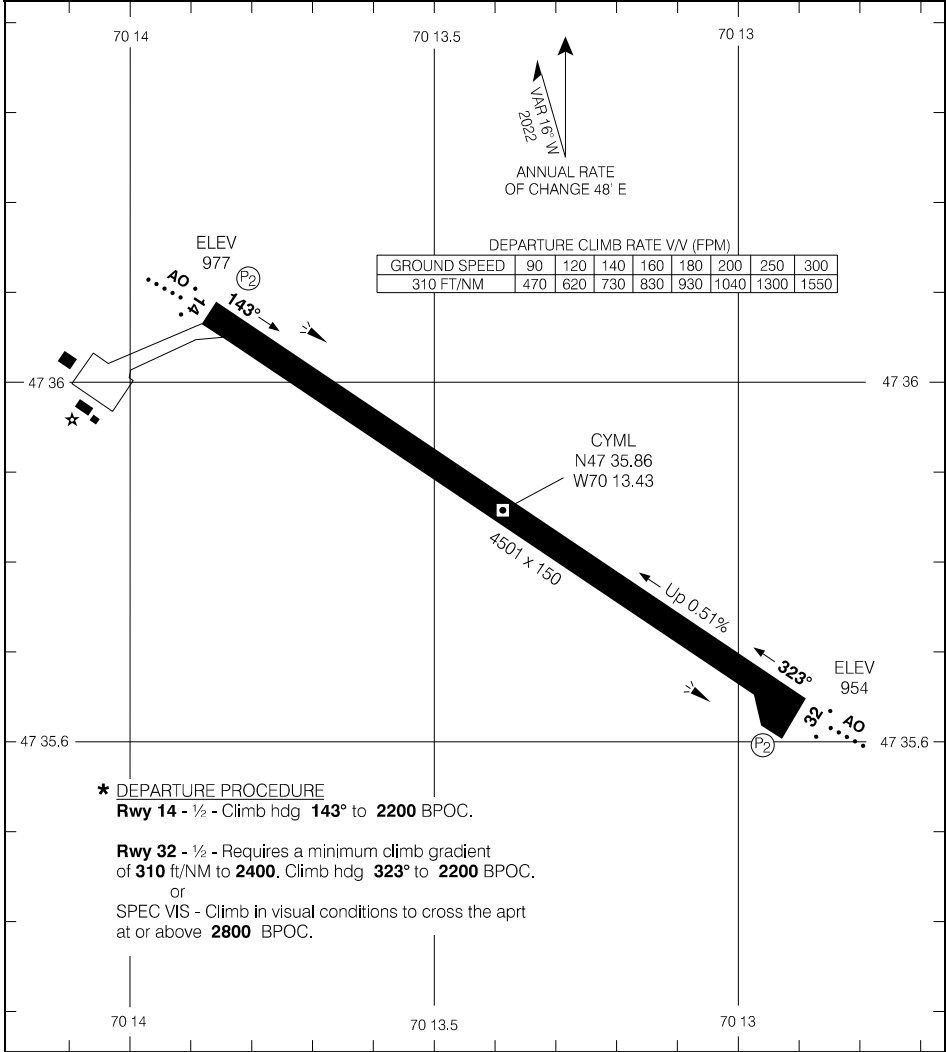 70 14 70 13.5 70 13
VAR 16° W
2022
ANNUAL RATE
OF CHANGE 48' E
ELEV
977
P2
AO
14
143°
DEPARTURE CLIMB RATE V/V (FPM)
GROUND SPEED 90 120 140 160 180 200 250 300
310 FT/NM 470 620 730 830 930 1040 1300 1550
47 36 47 36
CYML
N47 35.86
W70 13.43
4501 x 150
Up 0.51%
323°
ELEV
954
32
AO
P2
47 35.6 47 35.6
* DEPARTURE PROCEDURE
Rwy 14 - ½ - Climb hdg 143° to 2200 BPOC.
Rwy 32 - ½ - Requires a minimum climb gradient
of 310 ft/NM to 2400. Climb hdg 323° to 2200 BPOC.
or
SPEC VIS - Climb in visual conditions to cross the aprt
at or above 2800 BPOC.
70 14 70 13.5 70 13